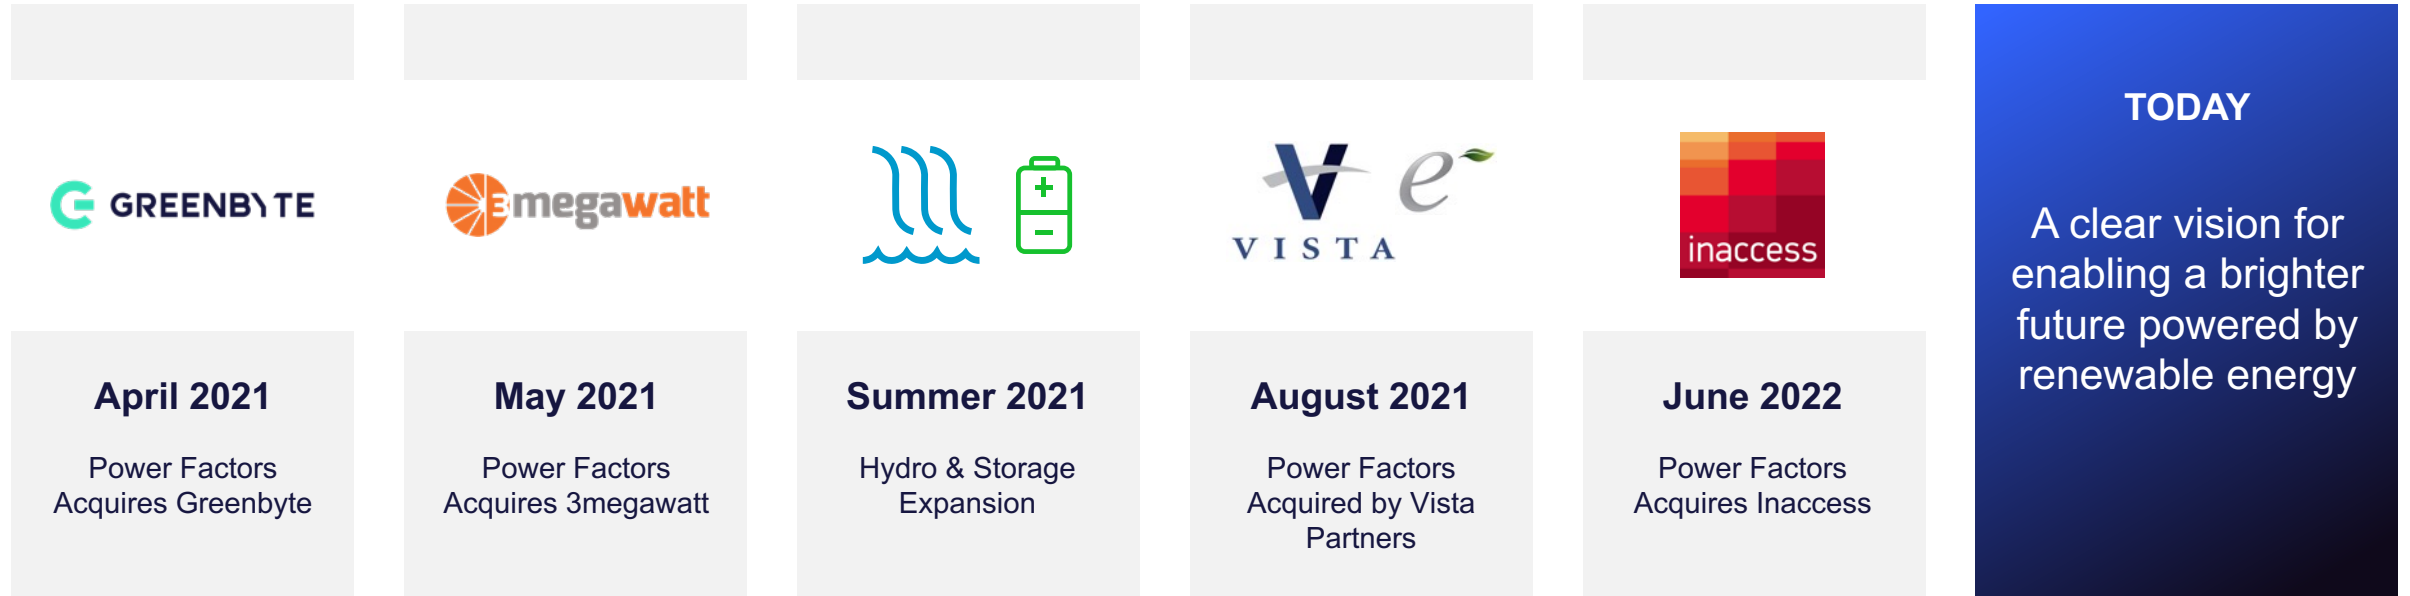 GREENBYTE
April 2021
Power Factors
Acquires Greenbyte
3megawatt
May 2021
Power Factors
Acquires 3megawatt
Summer 2021
Hydro & Storage
Expansion
VISTA
e
August 2021
Power Factors
Acquired by Vista
Partners
inaccess
June 2022
Power Factors
Acquires Inaccess
TODAY
A clear vision for
enabling a brighter
future powered by
renewable energy